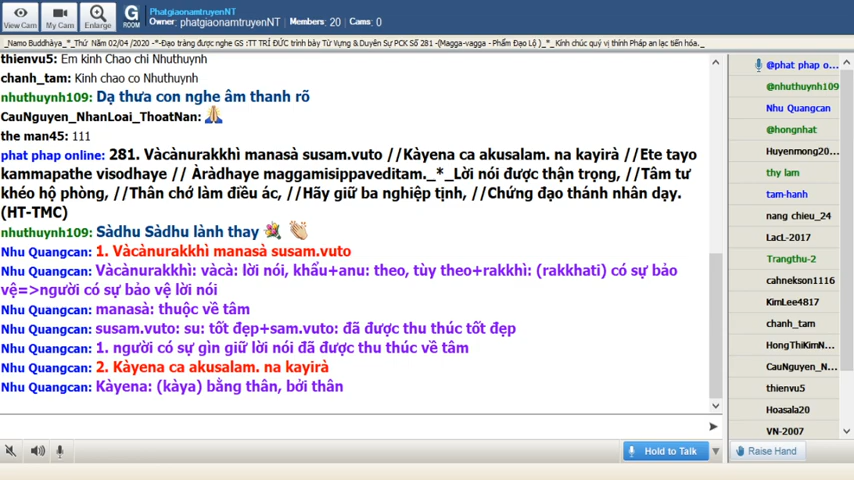 PhatgiaonamtruyenNT
Owner: phatgiaonamtruyenNT | Members: 20 | Cams: 0
View Cam
My Cam
Enlarge
G
ROOM
_Namo Buddhàya_*_Thứ Năm 02/04 /2020 -*-Đạo tràng được nghe GS :TT TRÍ ĐỨC trình bày Từ Vựng & Duyên Sự PCK Số 281 -(Magga-vagga - Phẩm Đạo Lộ )_*_ Kính chúc quý vị thính Pháp an lạc tiến hóa._
thienvu5: Em kinh Chao chi Nhuthuynh
chanh_tam: Kinh chao co Nhuthuynh
nhuthuynh109: Dạ thưa con nghe âm thanh rõ
CauNguyen_NhanLoai_ThoatNan:
the man45: 111
phat phap online: 281. Vàcànurakkhì manasà susam.vuto //Kàyena ca akusalam. na kayirà //Ete tayo
kammapathe visodhaye // Àràdhaye maggamisippaveditam._*_Lời nói được thận trọng, //Tâm tư
khéo hộ phòng, //Thân chớ làm điều ác, //Hãy giữ ba nghiệp tịnh, //Chứng đạo thánh nhân dạy.
(HT-TMC)
nhuthuynh109: Sàdhu Sàdhu lành thay
Nhu Quangcan: 1. Vàcànurakkhì manasà susam.vuto
Nhu Quangcan: Vàcànurakkhì: vàcà: lời nói, khẩu+anu: theo, tùy theo+rakkhì: (rakkhati) có sự bảo
vệ=>người có sự bảo vệ lời nói
Nhu Quangcan: manasà: thuộc về tâm
Nhu Quangcan: susam.vuto: su: tốt đẹp+sam.vuto: đã được thu thúc tốt đẹp
Nhu Quangcan: 1. người có sự gìn giữ lời nói đã được thu thúc về tâm
Nhu Quangcan: 2. Kàyena ca akusalam. na kayirà
Nhu Quangcan: Kàyena: (kàya) bằng thân, bởi thân
@phat phap o...
@nhuthuynh109
Nhu Quangcan
@hongnhat
Huyenmong20...
thy lam
tam-hanh
nang chieu_24
LacL-2017
Trangthu-2
cahnekson1116
KimLee4817
chanh_tam
HongThiKimN...
CauNguyen_N...
thienvu5
Hoasala20
VN-2007
Hold to Talk
Raise Hand